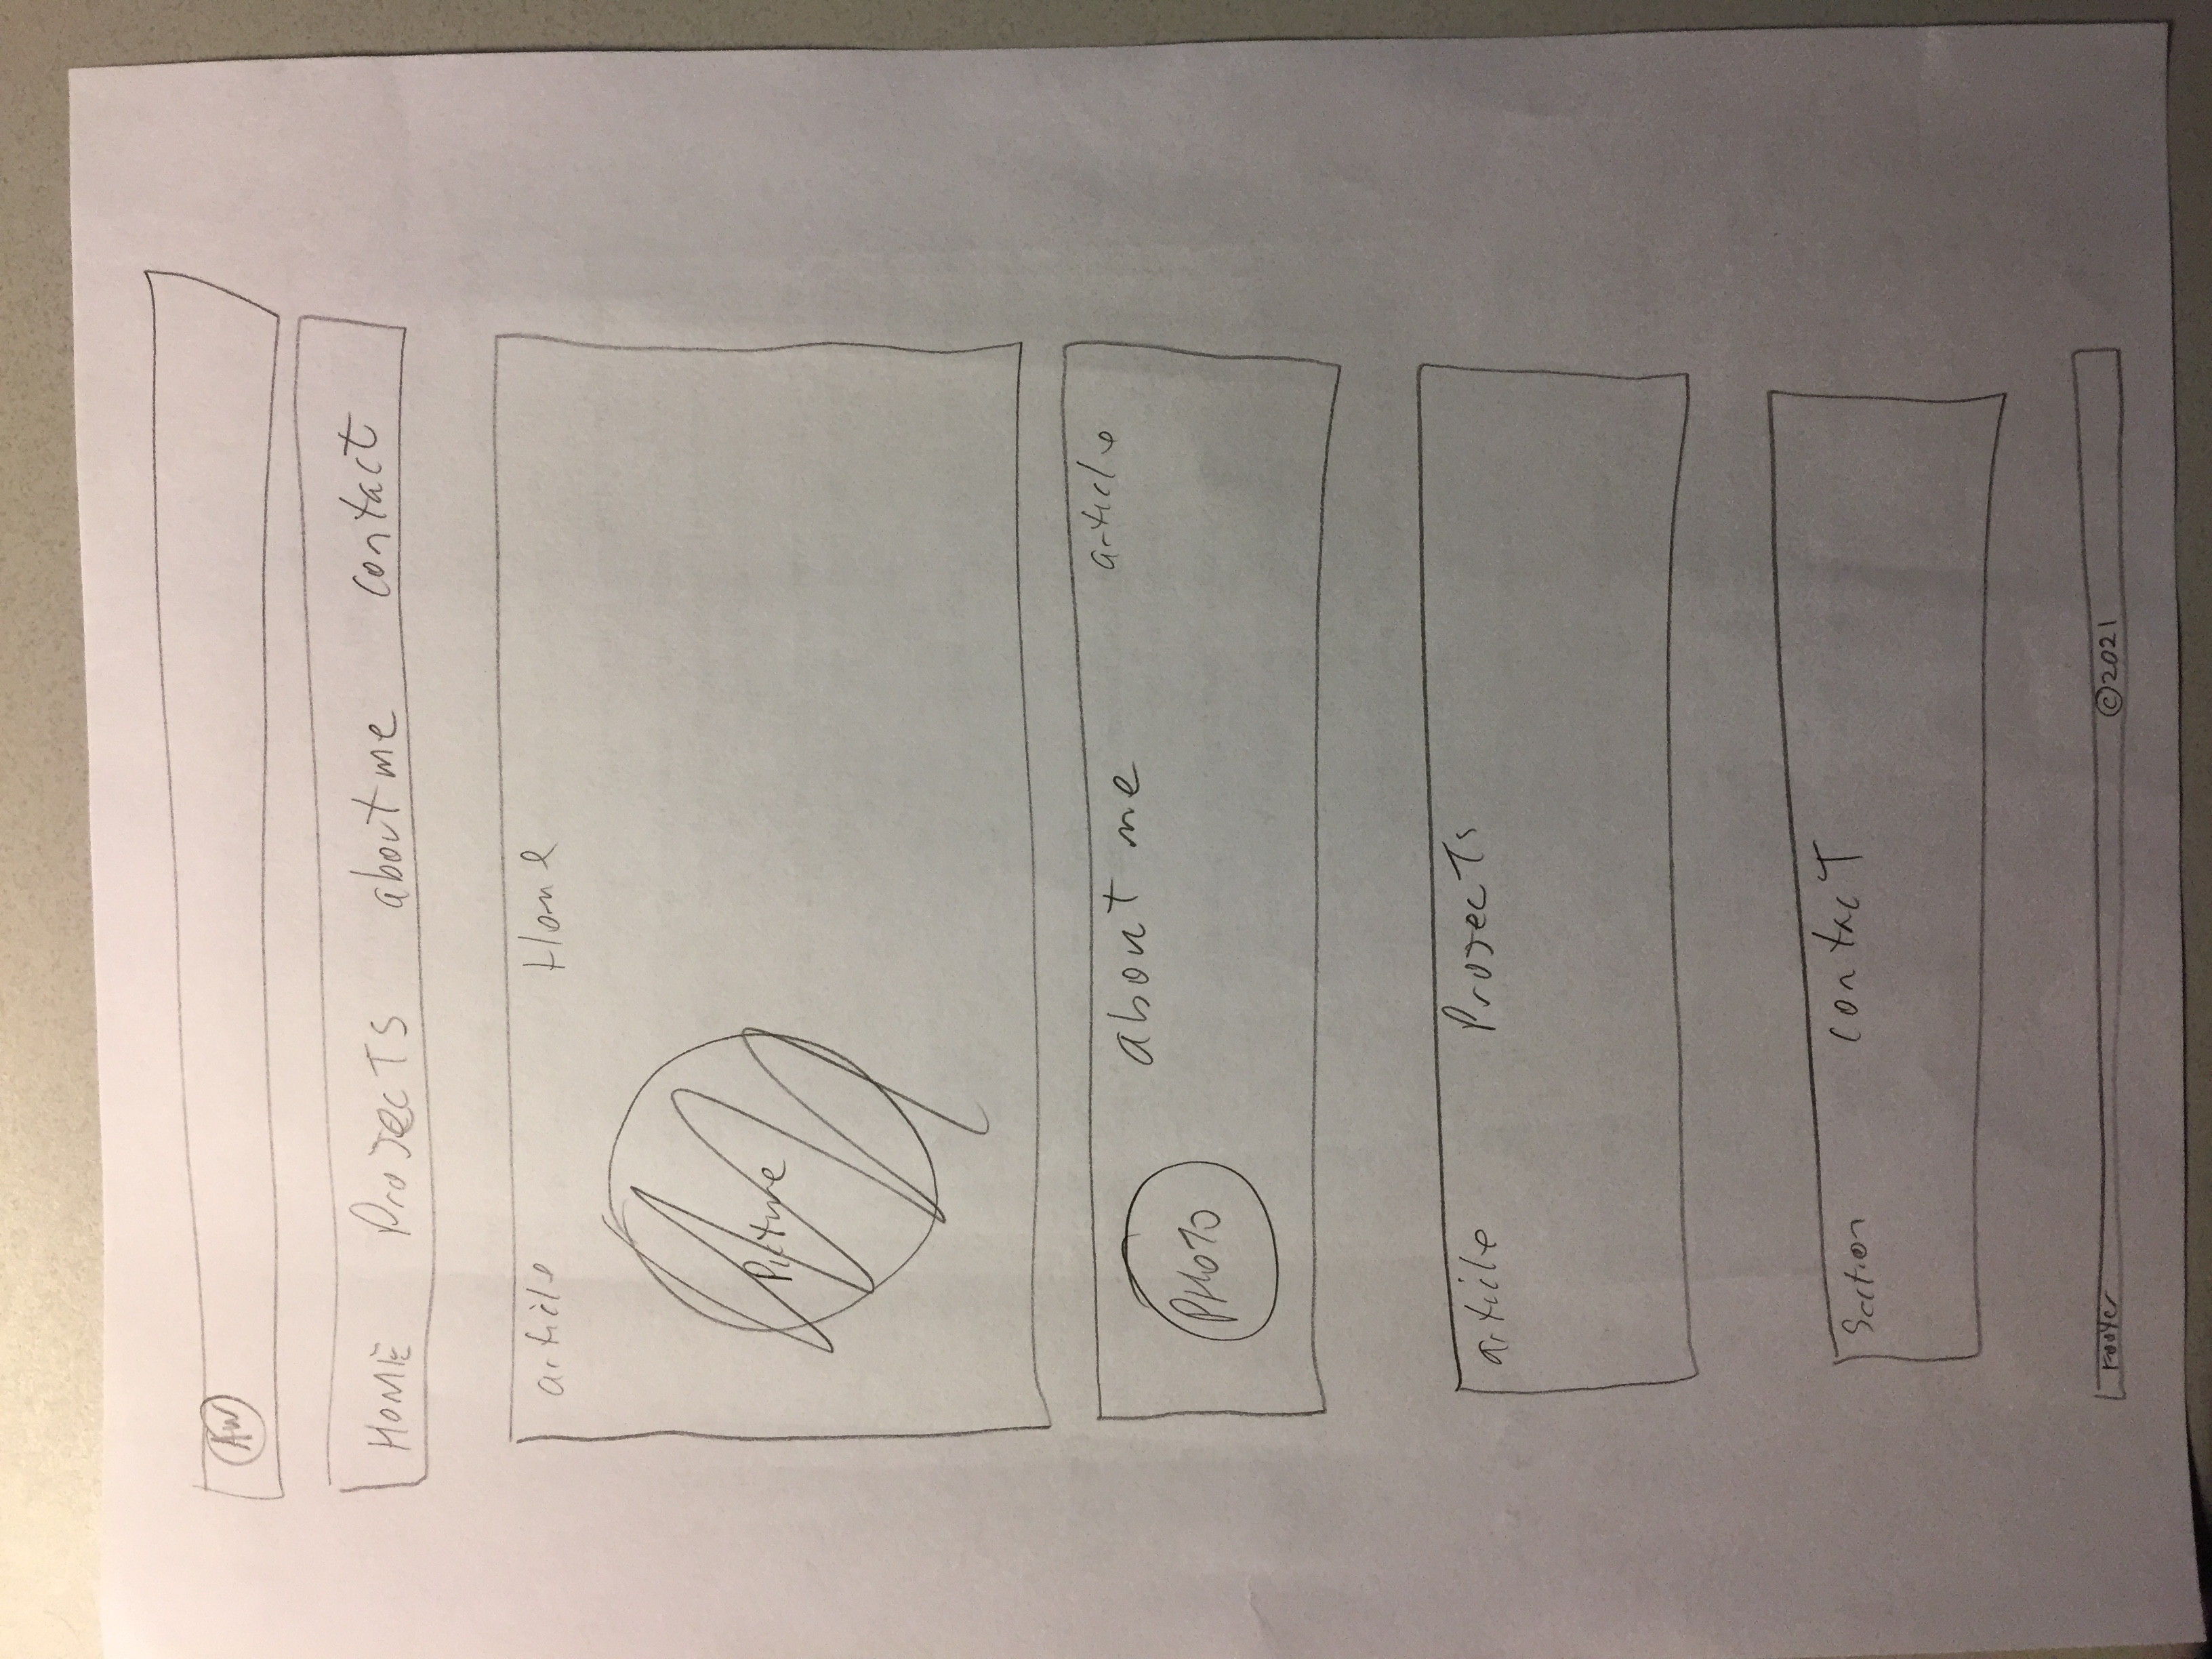 AW
HOME Projects about me contact
article Home
Picture
about me article
PHOTO
article Projects
Section contact
Footer ©2021